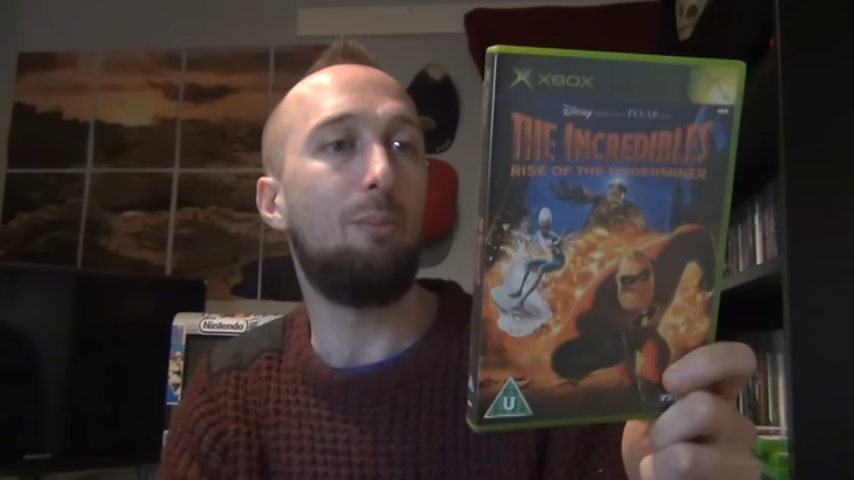 XBOX
Disney PIXAR
THE INCREDIBLES
RISE OF THE UNDERMINER
U
Nintendo